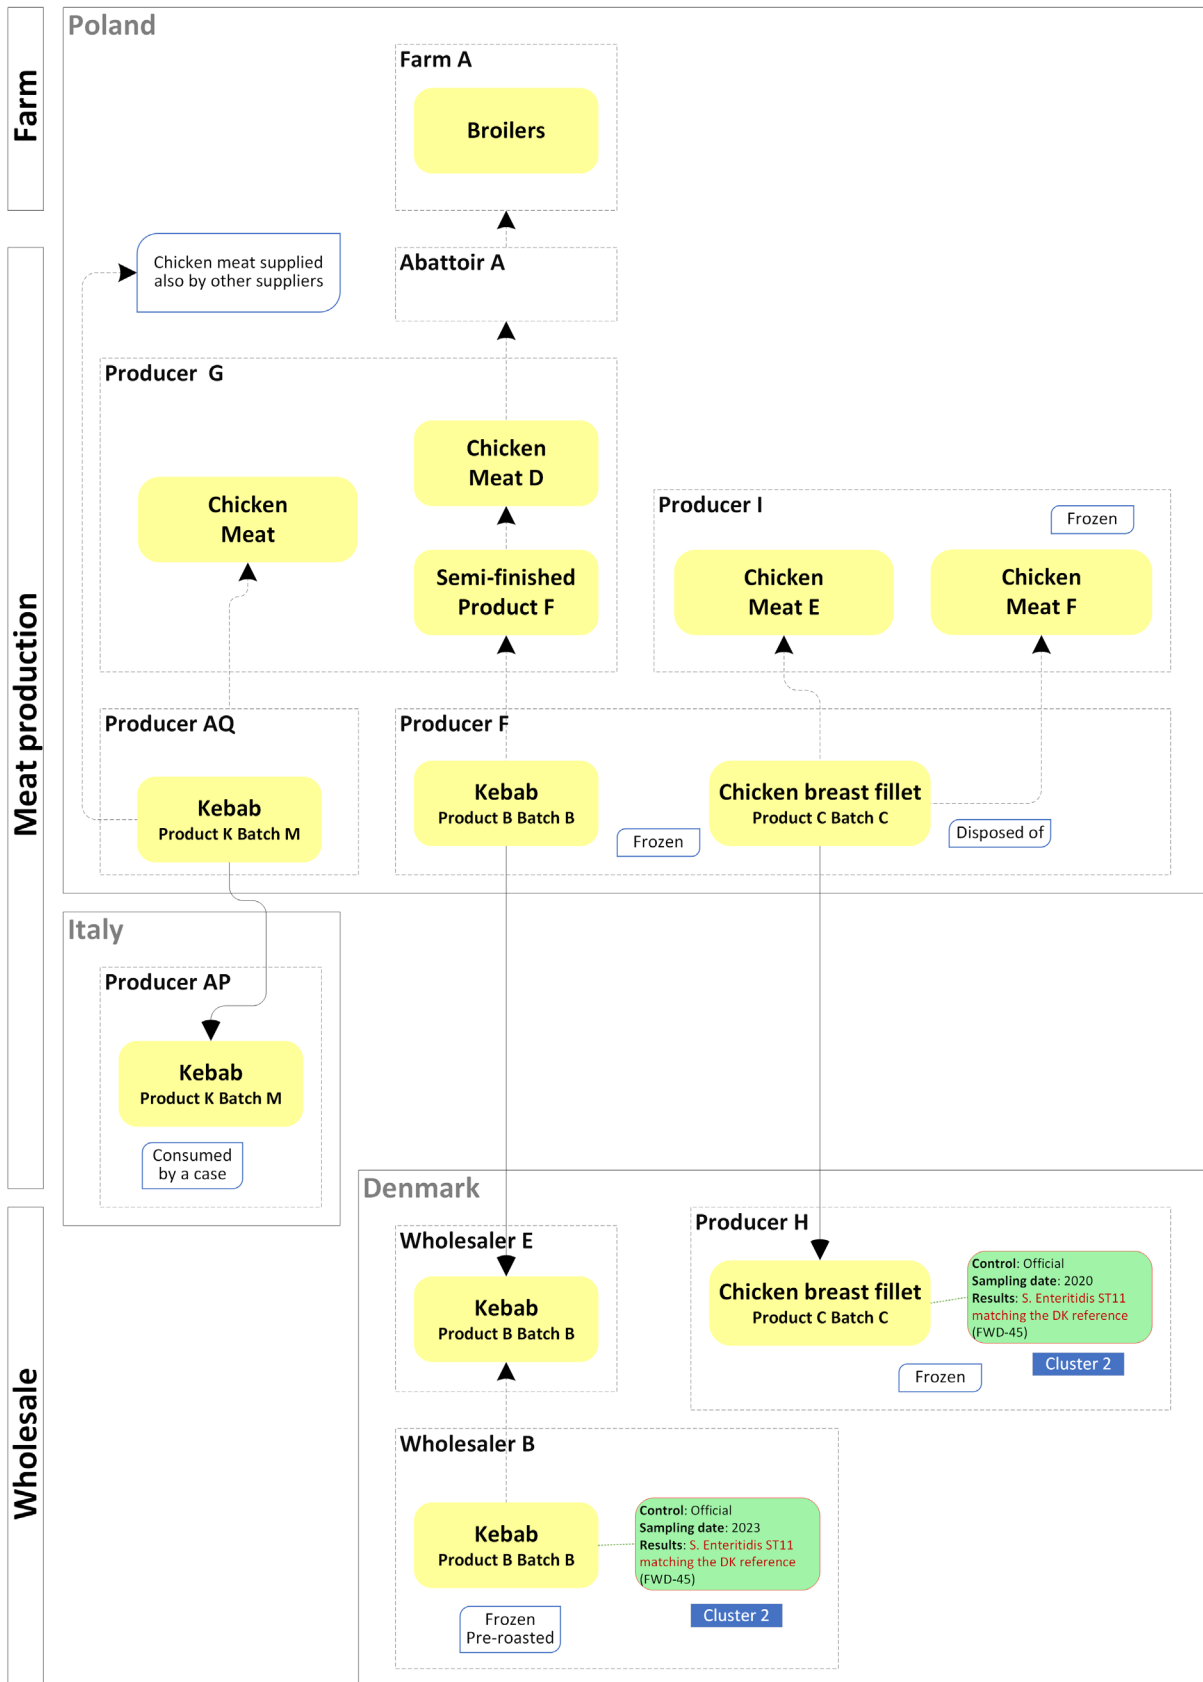 Farm
Poland
Farm A
Broilers
Meat production
Chicken meat supplied
also by other suppliers
Abattoir A
Producer G
Chicken
Meat D
Chicken
Meat
Semi-finished
Product F
Producer I
Frozen
Chicken
Meat E
Chicken
Meat F
Producer AQ
Kebab
Product K Batch M
Producer F
Kebab
Product B Batch B
Frozen
Chicken breast fillet
Product C Batch C
Disposed of
Italy
Producer AP
Kebab
Product K Batch M
Consumed
by a case
Wholesale
Denmark
Wholesaler E
Kebab
Product B Batch B
Producer H
Chicken breast fillet
Product C Batch C
Control: Official
Sampling date: 2020
Results: S. Enteritidis ST11
matching the DK reference
(FWD-45)
Cluster 2
Frozen
Wholesaler B
Kebab
Product B Batch B
Control: Official
Sampling date: 2023
Results: S. Enteritidis ST11
matching the DK reference
(FWD-45)
Cluster 2
Frozen
Pre-roasted